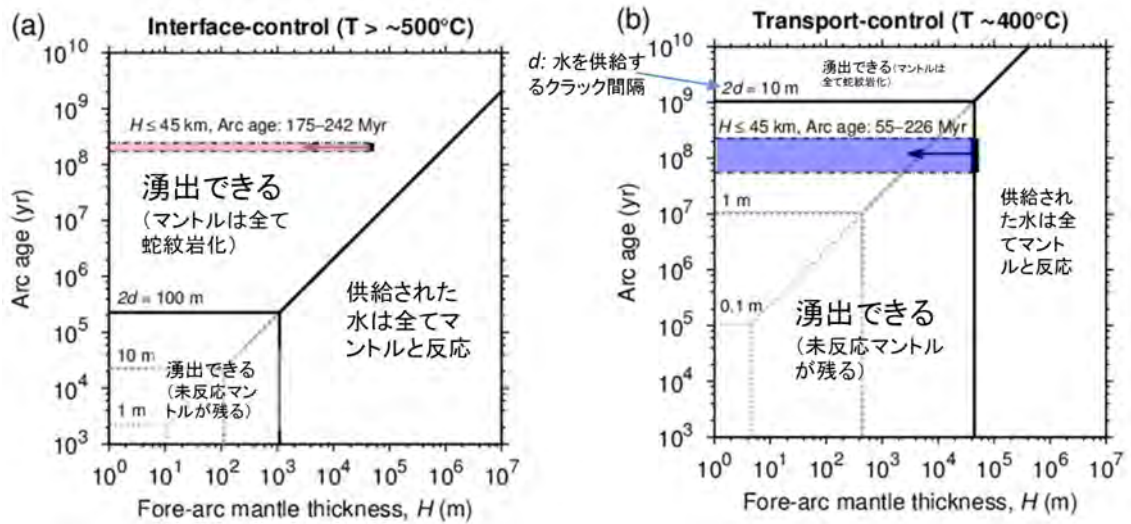 (a) Interface-control (T > ~500°C)
10¹⁰
10⁹
10⁸
10⁷
10⁶
10⁵
10⁴
10³
Arc age (yr)
H ≤ 45 km, Arc age: 175–242 Myr
湧出できる
(マントルは全て
蛇紋岩化)
2d = 100 m
10 m
1 m
湧出できる
(未反応マン
トルが残る)
供給された
水は全てマ
ントルと反応
10⁰ 10¹ 10² 10³ 10⁴ 10⁵ 10⁶ 10⁷
Fore-arc mantle thickness, H (m)
(b) Transport-control (T ~400°C)
d: 水を供給す
るクラック間隔
10¹⁰
10⁹
10⁸
10⁷
10⁶
10⁵
10⁴
10³
Arc age (yr)
湧出できる(マントルは
全て蛇紋岩化)
2d = 10 m
H ≤ 45 km, Arc age: 55–226 Myr
1 m
0.1 m
湧出できる
(未反応マントル
が残る)
供給され
た水は全
てマント
ルと反応
10⁰ 10¹ 10² 10³ 10⁴ 10⁵ 10⁶ 10⁷
Fore-arc mantle thickness, H (m)